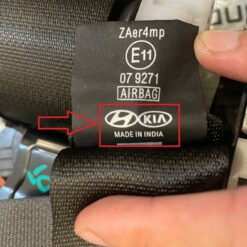 ZAer4mp
E11
07 9271
AIRBAG
KIA
MADE IN INDIA